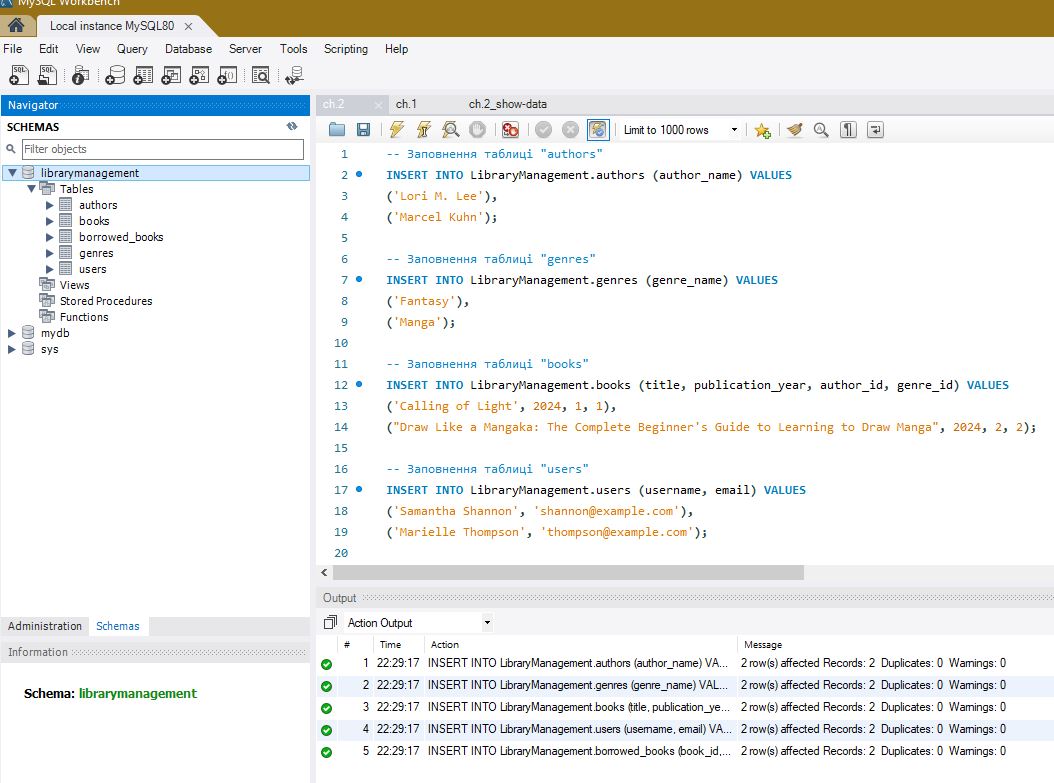 MySQL Workbench
Local instance MySQL80
File Edit View Query Database Server Tools Scripting Help
Navigator
SCHEMAS
Filter objects
librarymanagement
Tables
authors
books
borrowed_books
genres
users
Views
Stored Procedures
Functions
mydb
sys
Administration Schemas
Information
Schema: librarymanagement
ch.2 ch.1 ch.2_show-data
Limit to 1000 rows
1 -- Заповнення таблиці "authors"
2 INSERT INTO LibraryManagement.authors (author_name) VALUES
3 ('Lori M. Lee'),
4 ('Marcel Kuhn');
5
6 -- Заповнення таблиці "genres"
7 INSERT INTO LibraryManagement.genres (genre_name) VALUES
8 ('Fantasy'),
9 ('Manga');
10
11 -- Заповнення таблиці "books"
12 INSERT INTO LibraryManagement.books (title, publication_year, author_id, genre_id) VALUES
13 ('Calling of Light', 2024, 1, 1),
14 ("Draw Like a Mangaka: The Complete Beginner's Guide to Learning to Draw Manga", 2024, 2, 2);
15
16 -- Заповнення таблиці "users"
17 INSERT INTO LibraryManagement.users (username, email) VALUES
18 ('Samantha Shannon', 'shannon@example.com'),
19 ('Marielle Thompson', 'thompson@example.com');
20
Output
Action Output
# Time Action Message
1 22:29:17 INSERT INTO LibraryManagement.authors (author_name) VA... 2 row(s) affected Records: 2 Duplicates: 0 Warnings: 0
2 22:29:17 INSERT INTO LibraryManagement.genres (genre_name) VAL... 2 row(s) affected Records: 2 Duplicates: 0 Warnings: 0
3 22:29:17 INSERT INTO LibraryManagement.books (title, publication_ye... 2 row(s) affected Records: 2 Duplicates: 0 Warnings: 0
4 22:29:17 INSERT INTO LibraryManagement.users (username, email) VA... 2 row(s) affected Records: 2 Duplicates: 0 Warnings: 0
5 22:29:17 INSERT INTO LibraryManagement.borrowed_books (book_id,... 2 row(s) affected Records: 2 Duplicates: 0 Warnings: 0